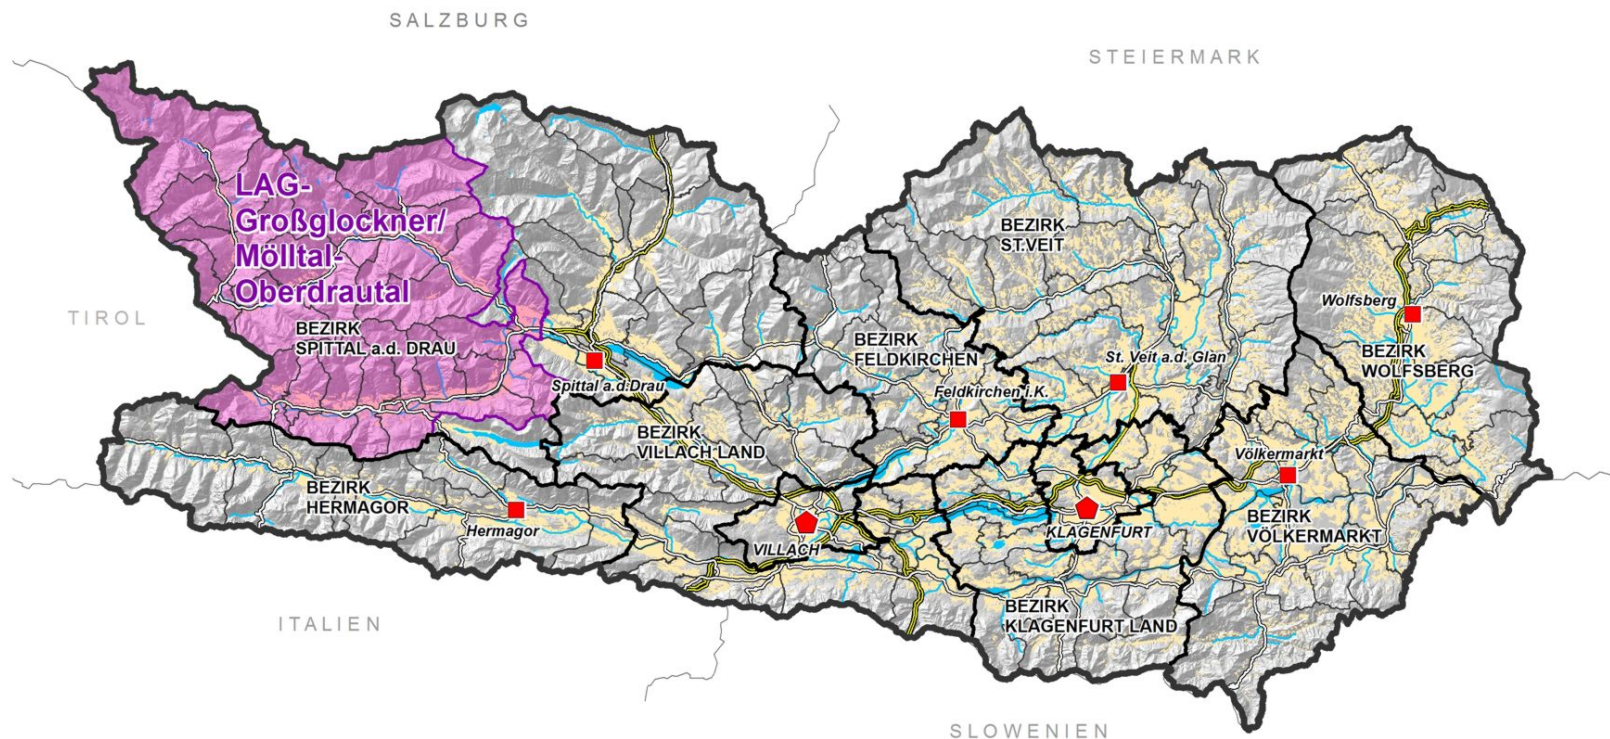 SALZBURG
STEIERMARK
LAG-
Großglockner/
Mölltal-
Oberdrautal
BEZIRK
ST.VEIT
TIROL
BEZIRK
SPITTAL a.d. DRAU
Wolfsberg
BEZIRK
FELDKIRCHEN
BEZIRK
WOLFSBERG
St. Veit a.d. Glan
Spittal a.d.Drau
Feldkirchen i.K.
BEZIRK
VILLACH LAND
Völkermarkt
BEZIRK
HERMAGOR
Hermagor
VILLACH
KLAGENFURT
BEZIRK
VÖLKERMARKT
BEZIRK
KLAGENFURT LAND
ITALIEN
SLOWENIEN